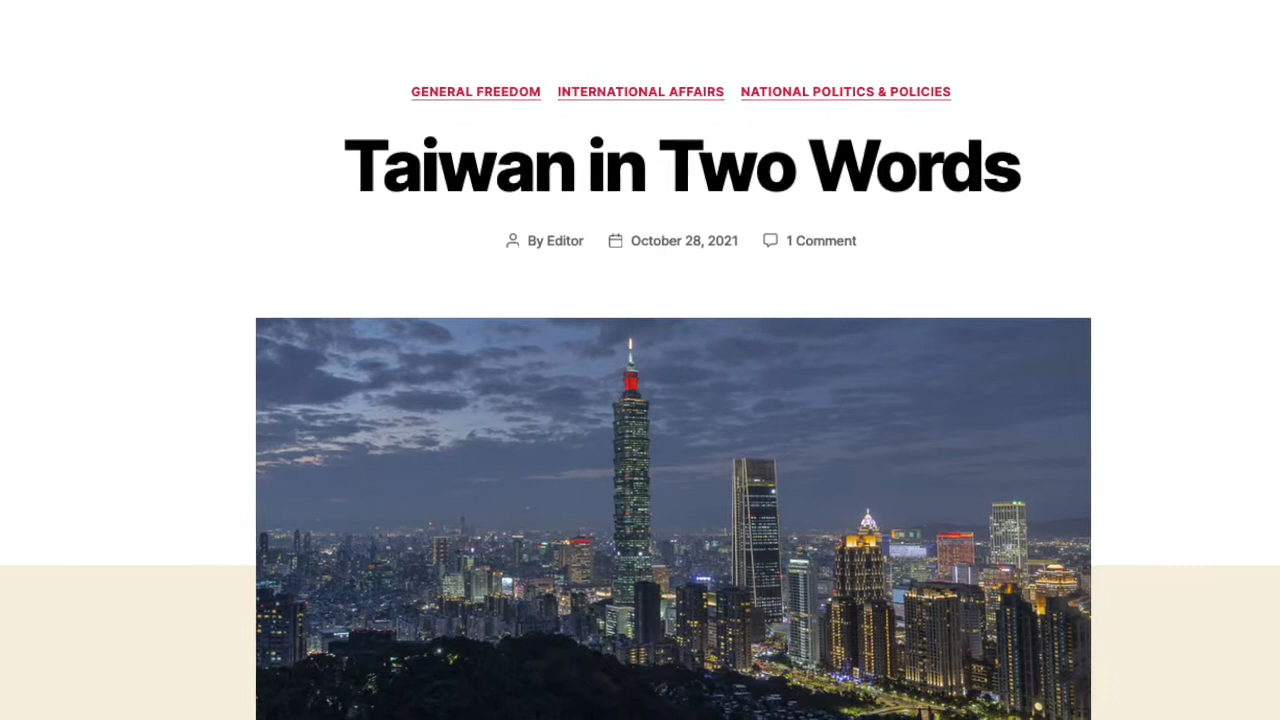 GENERAL FREEDOM INTERNATIONAL AFFAIRS NATIONAL POLITICS & POLICIES
Taiwan in Two Words
By Editor October 28, 2021 1 Comment